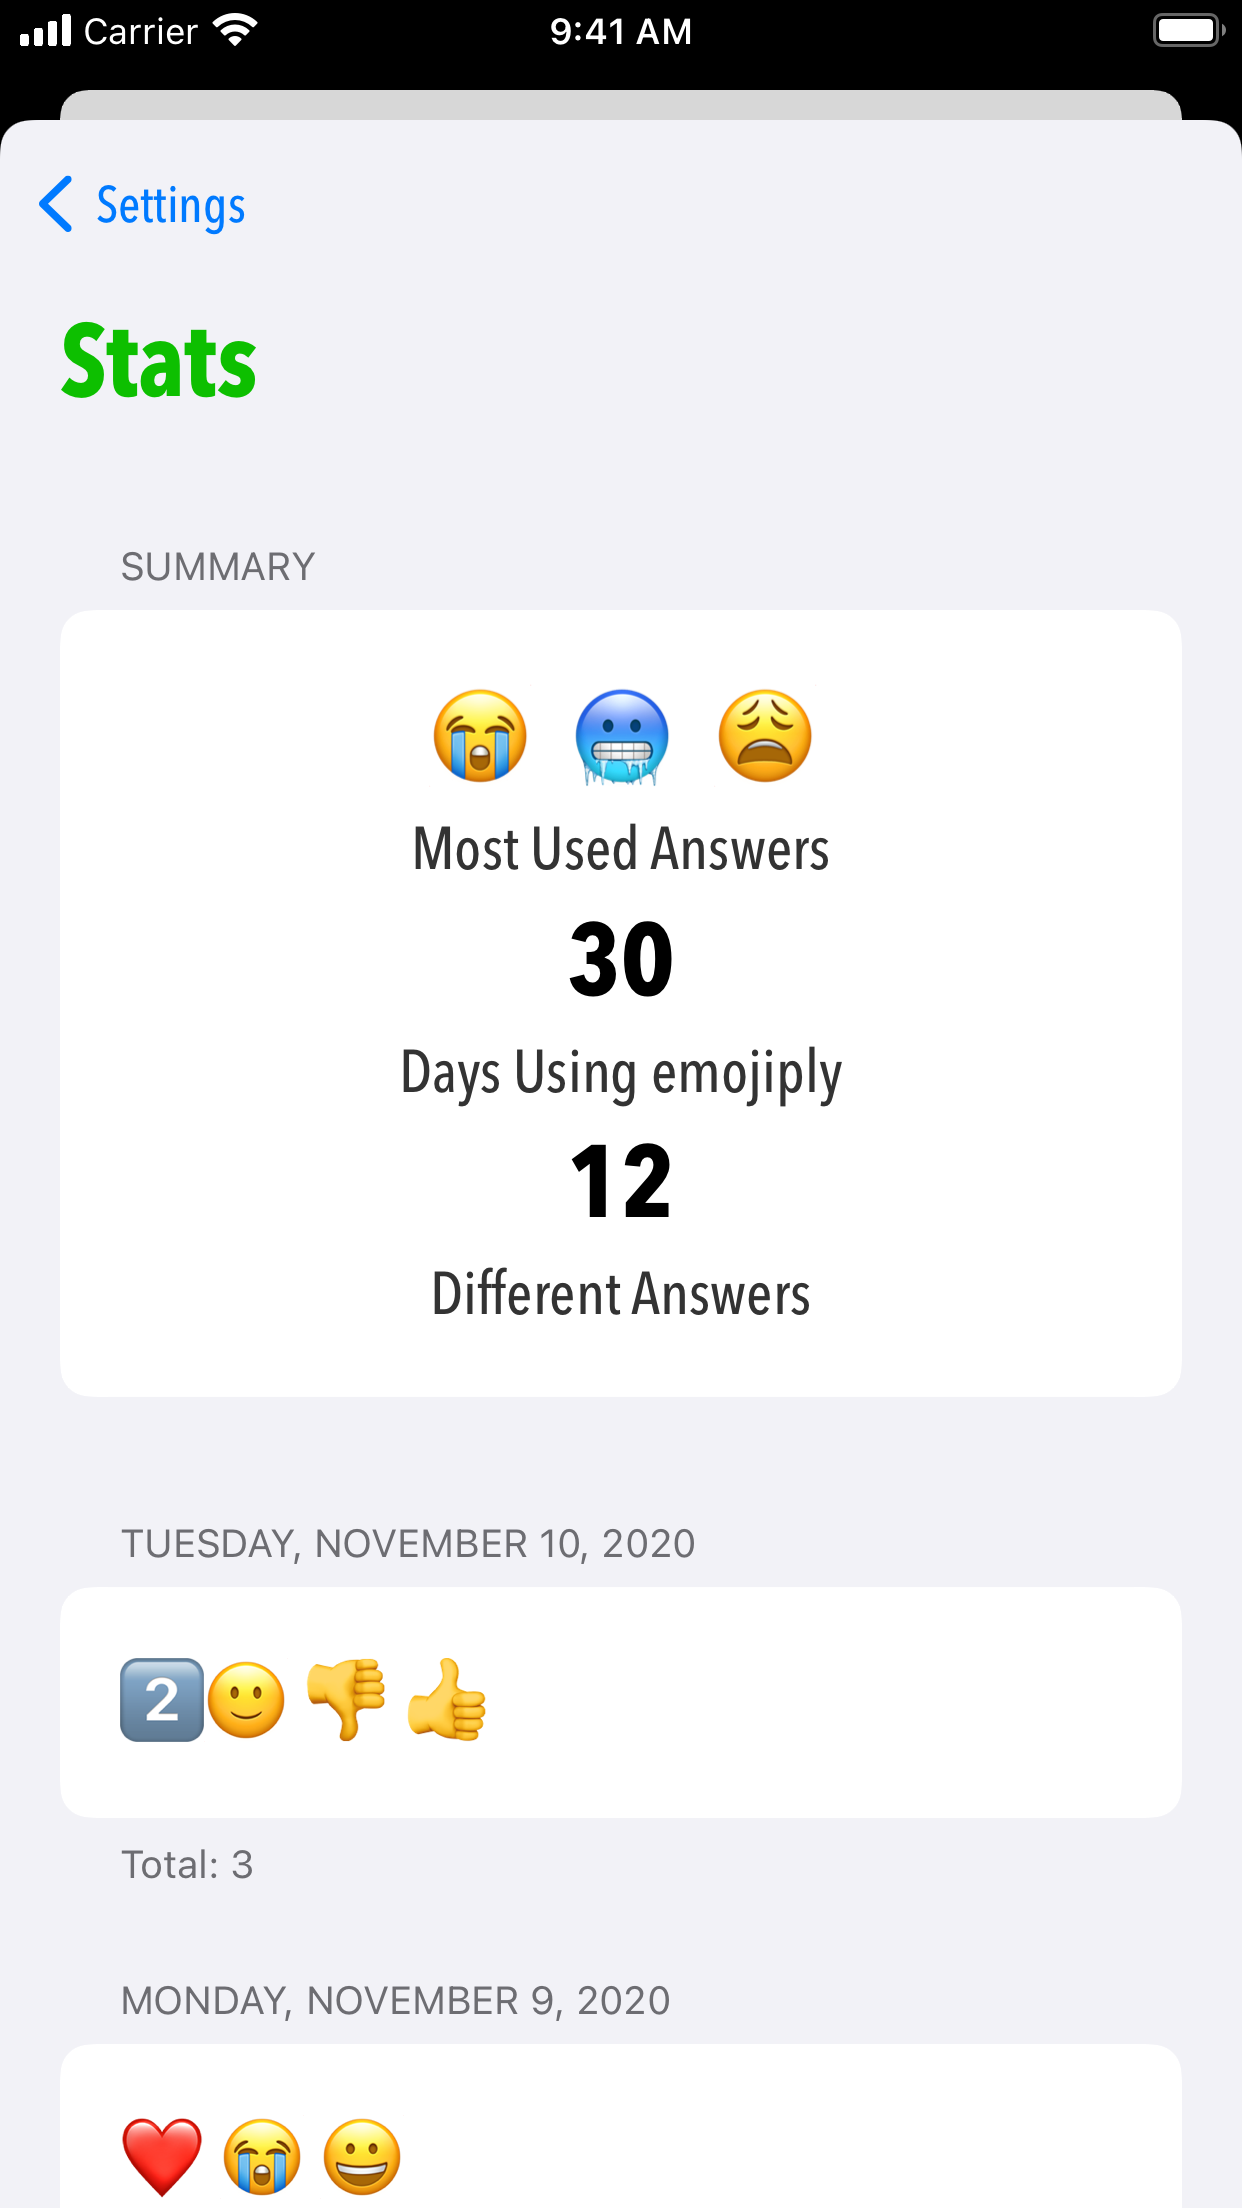 Carrier 9:41 AM
Settings
Stats
SUMMARY
😭 🥶 😩
Most Used Answers
30
Days Using emojiply
12
Different Answers
TUESDAY, NOVEMBER 10, 2020
2️⃣🙂 👎 👍
Total: 3
MONDAY, NOVEMBER 9, 2020
❤️ 😭 😀